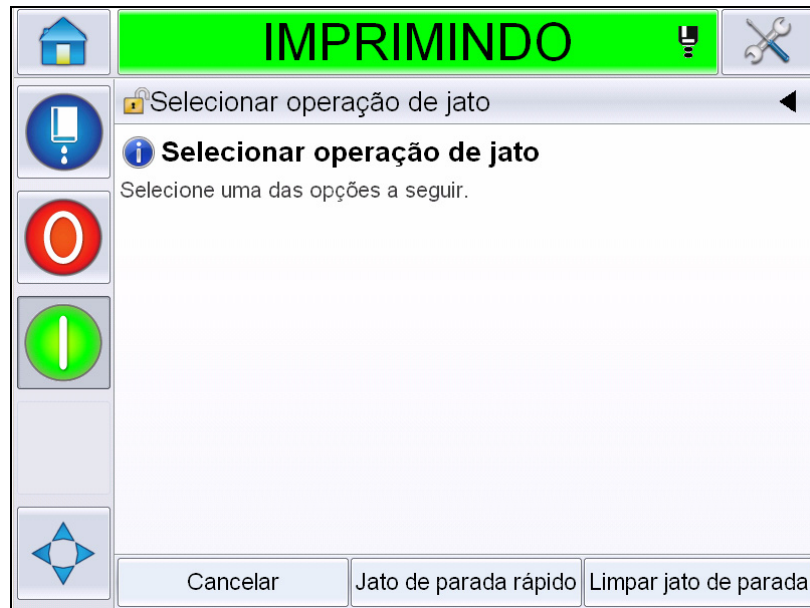 IMPRIMINDO
Selecionar operação de jato
Selecionar operação de jato
Selecione uma das opções a seguir.
Cancelar
Jato de parada rápido
Limpar jato de parada